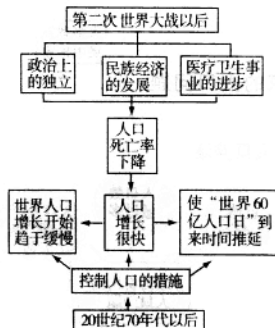 第二次世界大战以后
政治上
的独立
民族经济
的发展
医疗卫生事
业的进步
人口
死亡率
下降
世界人口
增长开始
趋于缓慢
人口
增长
很快
使“世界60
亿人口日”到
来时间推延
控制人口的措施
20世纪70年代以后